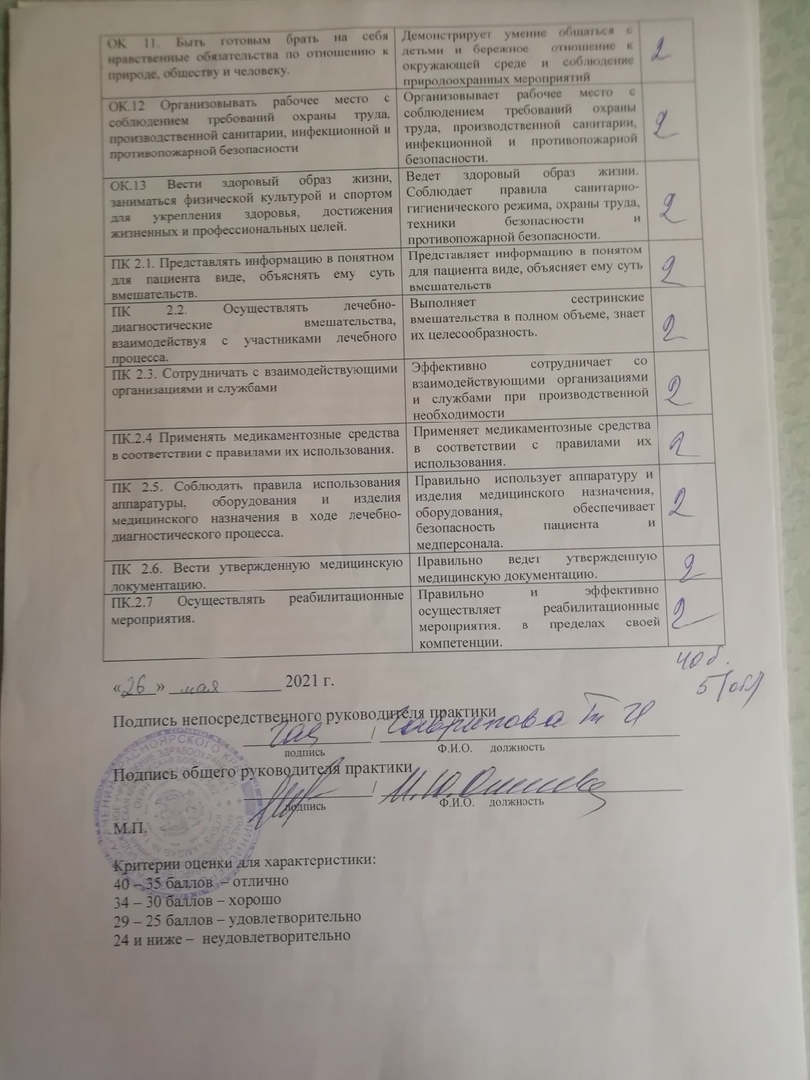 ОК 11. Быть готовым брать на себя
нравственные обязательства по отношению к
природе, обществу и человеку.
Демонстрирует умение общаться с
детьми и бережное отношение к
окружающей среде и соблюдение
природоохранных мероприятий
2
ОК.12 Организовывать рабочее место с
соблюдением требований охраны труда,
производственной санитарии, инфекционной и
противопожарной безопасности
Организовывает рабочее место с
соблюдением требований охраны
труда, производственной санитарии,
инфекционной и противопожарной
безопасности.
2
ОК.13 Вести здоровый образ жизни,
заниматься физической культурой и спортом
для укрепления здоровья, достижения
жизненных и профессиональных целей.
Ведет здоровый образ жизни.
Соблюдает правила санитарно-
гигиенического режима, охраны труда,
техники безопасности и
противопожарной безопасности.
2
ПК 2.1. Представлять информацию в понятном
для пациента виде, объяснять ему суть
вмешательств.
Представляет информацию в понятом
для пациента виде, объясняет ему суть
вмешательств
2
ПК 2.2. Осуществлять лечебно-
диагностические вмешательства,
взаимодействуя с участниками лечебного
процесса.
Выполняет сестринские
вмешательства в полном объеме, знает
их целесообразность.
2
ПК 2.3. Сотрудничать с взаимодействующими
организациями и службами
Эффективно сотрудничает со
взаимодействующими организациями
и службами при производственной
необходимости
2
ПК.2.4 Применять медикаментозные средства
в соответствии с правилами их использования.
Применяет медикаментозные средства
в соответствии с правилами их
использования.
2
ПК 2.5. Соблюдать правила использования
аппаратуры, оборудования и изделия
медицинского назначения в ходе лечебно-
диагностического процесса.
Правильно использует аппаратуру и
изделия медицинского назначения,
оборудования, обеспечивает
безопасность пациента и
медперсонала.
2
ПК 2.6. Вести утвержденную медицинскую
документацию.
Правильно ведет утвержденную
медицинскую документацию.
2
ПК.2.7 Осуществлять реабилитационные
мероприятия.
Правильно и эффективно
осуществляет реабилитационные
мероприятия. в пределах своей
компетенции.
2
40 б.
5 (отл)
«26» мая 2021 г.
Подпись непосредственного руководителя практики
/
подпись Ф.И.О. должность
Подпись общего руководителя практики
/
подпись Ф.И.О. должность
М.П.
Критерии оценки для характеристики:
40 – 35 баллов – отлично
34 – 30 баллов – хорошо
29 – 25 баллов – удовлетворительно
24 и ниже – неудовлетворительно